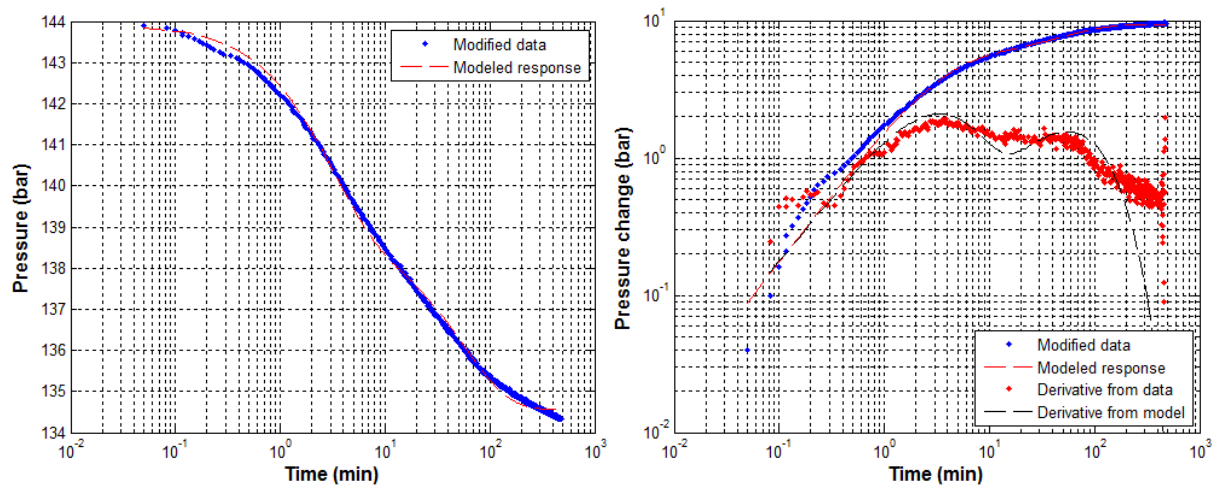 144
143
142
141
140
139
138
137
136
135
134
Pressure (bar)
10^-2
10^-1
10^0
10^1
10^2
10^3
Time (min)
Modified data
Modeled response
10^1
10^0
10^-1
10^-2
Pressure change (bar)
10^-2
10^-1
10^0
10^1
10^2
10^3
Time (min)
Modified data
Modeled response
Derivative from data
Derivative from model